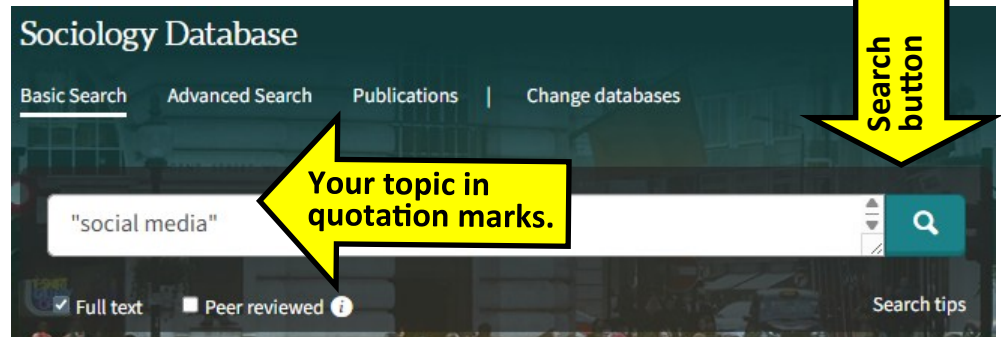 Sociology Database
Search
button
Basic Search Advanced Search Publications | Change databases
Your topic in
quotation marks.
"social media"
Full text Peer reviewed i Search tips